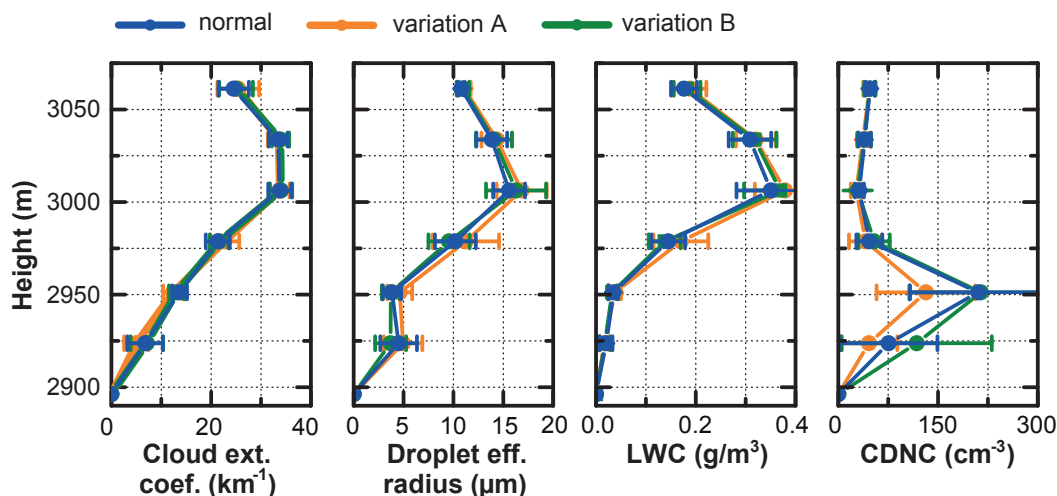 normal variation A variation B
Height (m)
3050
3000
2950
2900
0 20 40
0 5 10 15 20
0.0 0.2 0.4
0 150 300
Cloud ext.
coef. (km⁻¹)
Droplet eff.
radius (μm)
LWC (g/m³)
CDNC (cm⁻³)